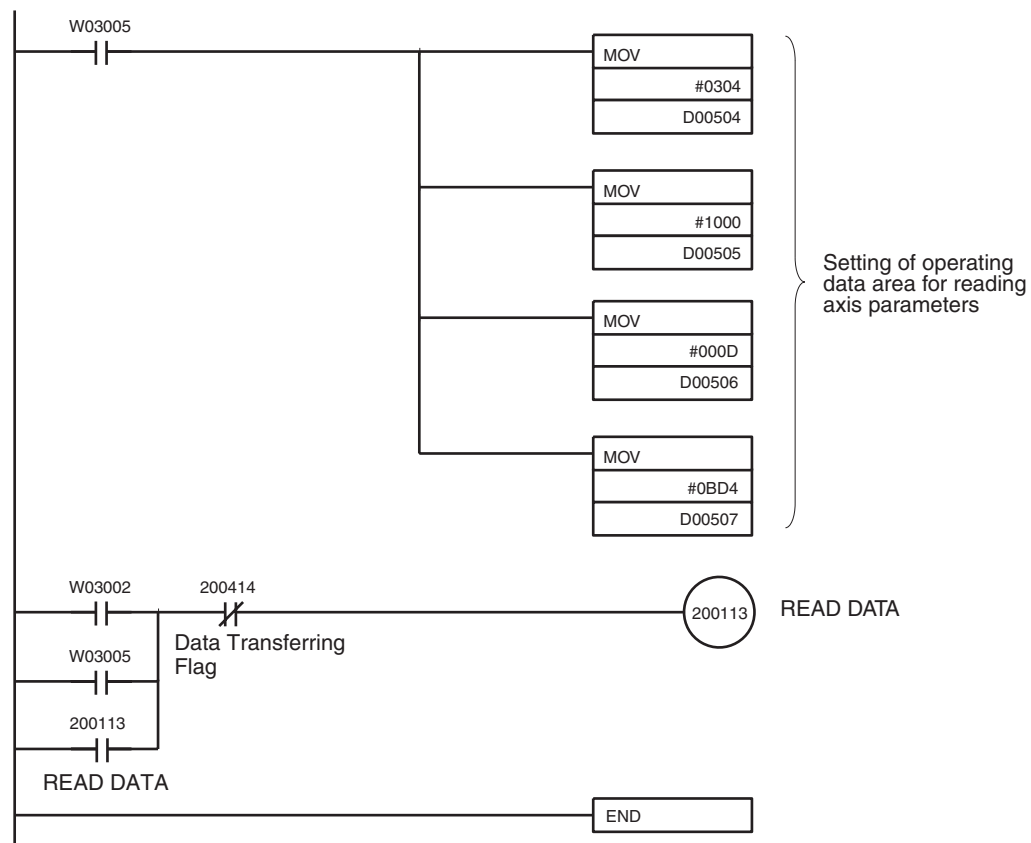 W03005
MOV
#0304
D00504
MOV
#1000
D00505
Setting of operating
data area for reading
axis parameters
MOV
#000D
D00506
MOV
#0BD4
D00507
W03002
200414
200113
READ DATA
Data Transferring
Flag
W03005
200113
READ DATA
END